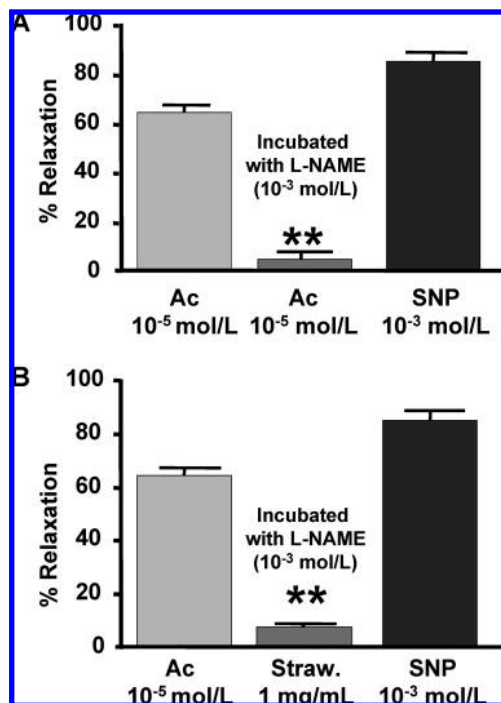 A
100
80
60
40
20
0
% Relaxation
Incubated
with L-NAME
(10⁻³ mol/L)
**
Ac Ac SNP
10⁻⁵ mol/L 10⁻⁵ mol/L 10⁻³ mol/L
B
100
80
60
40
20
0
% Relaxation
Incubated
with L-NAME
(10⁻³ mol/L)
**
Ac Straw. SNP
10⁻⁵ mol/L 1 mg/mL 10⁻³ mol/L